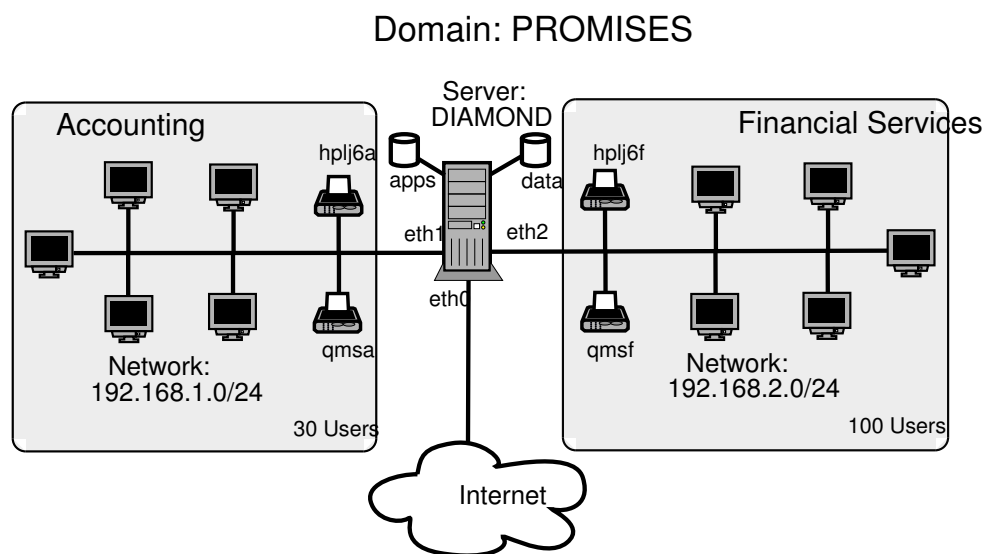 Domain: PROMISES
Server:
DIAMOND
Accounting
Financial Services
hplj6a
apps
data
hplj6f
eth1
eth2
eth0
qmsa
qmsf
Network:
192.168.1.0/24
Network:
192.168.2.0/24
30 Users
100 Users
Internet